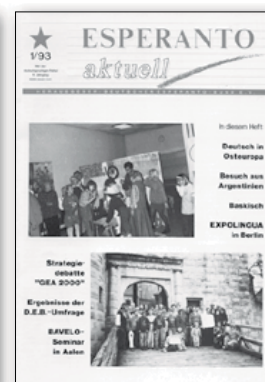 ESPERANTO
aktuell
1/93
In diesem Heft
Deutsch in
Osteuropa
Besuch aus
Argentinien
Baskisch
EXPOLINGUA
in Berlin
Strategie-
debatte
"GEA 2000"
Ergebnisse der
D.E.B.-Umfrage
BAVELO-
Seminar
in Aalen